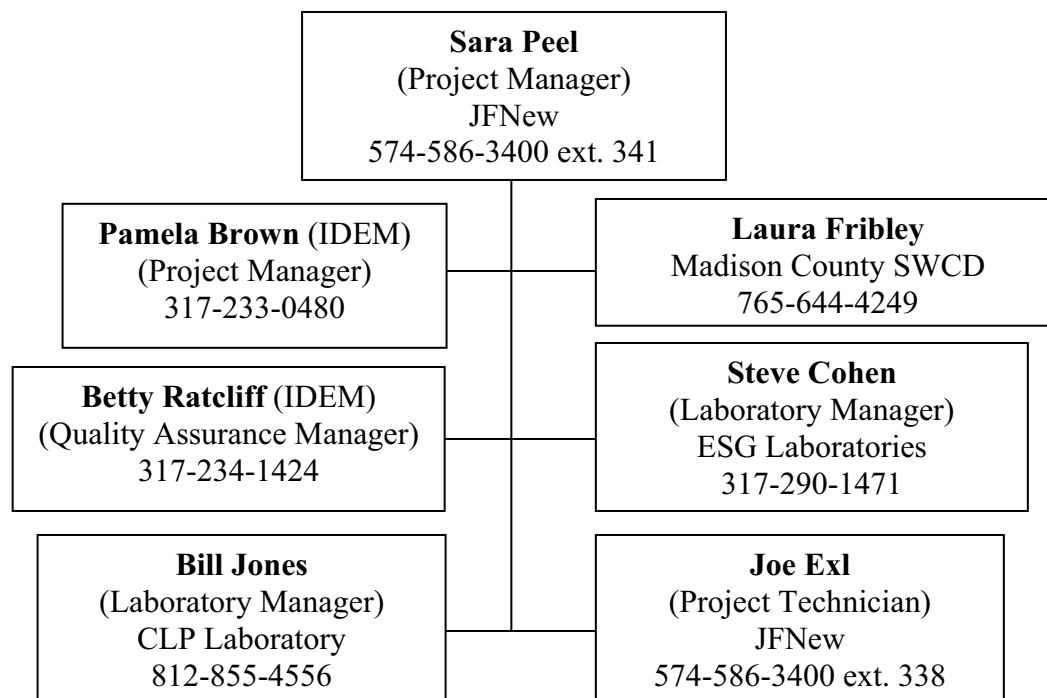 Sara Peel
(Project Manager)
JFNew
574-586-3400 ext. 341
Pamela Brown (IDEM)
(Project Manager)
317-233-0480
Laura Fribley
Madison County SWCD
765-644-4249
Betty Ratcliff (IDEM)
(Quality Assurance Manager)
317-234-1424
Steve Cohen
(Laboratory Manager)
ESG Laboratories
317-290-1471
Bill Jones
(Laboratory Manager)
CLP Laboratory
812-855-4556
Joe Exl
(Project Technician)
JFNew
574-586-3400 ext. 338